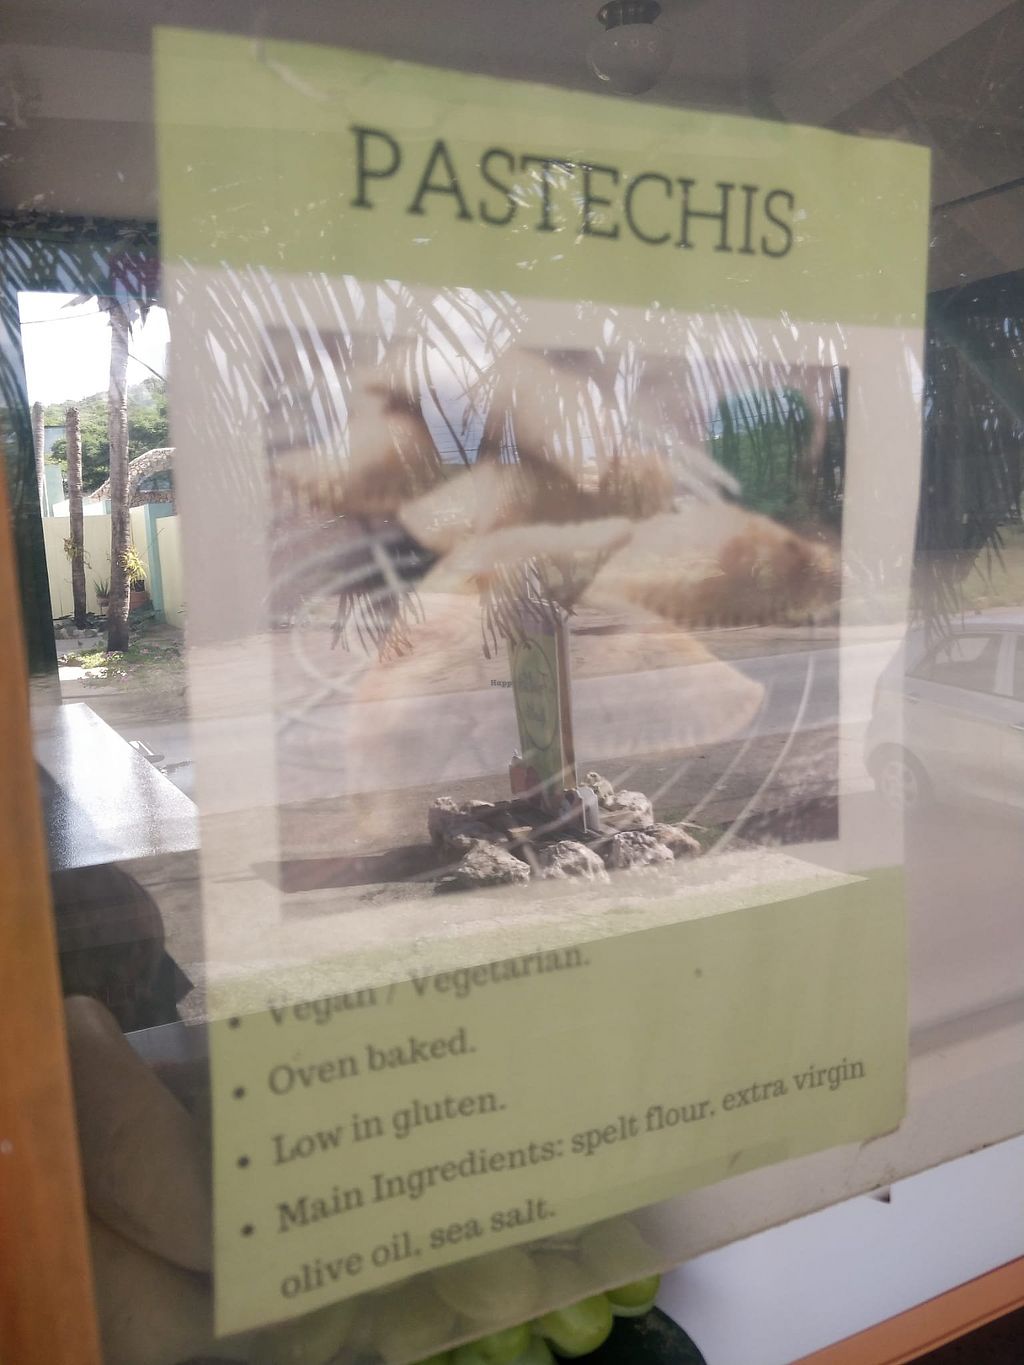 PASTECHIS
• Vegan / Vegetarian.
• Oven baked.
• Low in gluten.
• Main Ingredients: spelt flour, extra virgin
olive oil, sea salt.